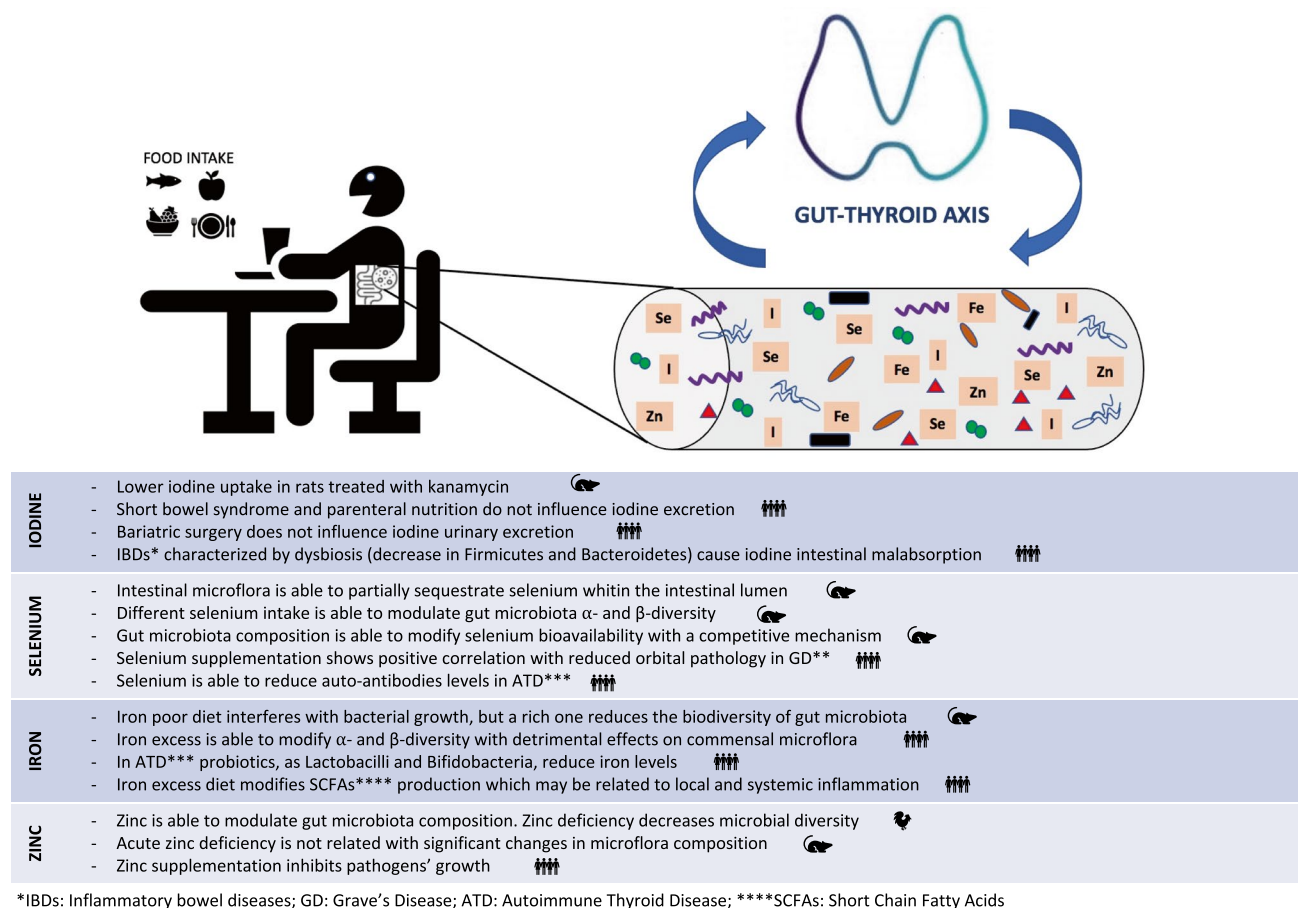 FOOD INTAKE
GUT-THYROID AXIS
Se
I
Zn
Se
I
I
Se
Fe
Fe
I
Fe
Se
Zn
I
Se
Zn
I
IODINE
- Lower iodine uptake in rats treated with kanamycin
- Short bowel syndrome and parenteral nutrition do not influence iodine excretion
- Bariatric surgery does not influence iodine urinary excretion
- IBDs* characterized by dysbiosis (decrease in Firmicutes and Bacteroidetes) cause iodine intestinal malabsorption
SELENIUM
- Intestinal microflora is able to partially sequestrate selenium whitin the intestinal lumen
- Different selenium intake is able to modulate gut microbiota α- and β-diversity
- Gut microbiota composition is able to modify selenium bioavailability with a competitive mechanism
- Selenium supplementation shows positive correlation with reduced orbital pathology in GD**
- Selenium is able to reduce auto-antibodies levels in ATD***
IRON
- Iron poor diet interferes with bacterial growth, but a rich one reduces the biodiversity of gut microbiota
- Iron excess is able to modify α- and β-diversity with detrimental effects on commensal microflora
- In ATD*** probiotics, as Lactobacilli and Bifidobacteria, reduce iron levels
- Iron excess diet modifies SCFAs**** production which may be related to local and systemic inflammation
ZINC
- Zinc is able to modulate gut microbiota composition. Zinc deficiency decreases microbial diversity
- Acute zinc deficiency is not related with significant changes in microflora composition
- Zinc supplementation inhibits pathogens’ growth
*IBDs: Inflammatory bowel diseases; GD: Grave’s Disease; ATD: Autoimmune Thyroid Disease; ****SCFAs: Short Chain Fatty Acids